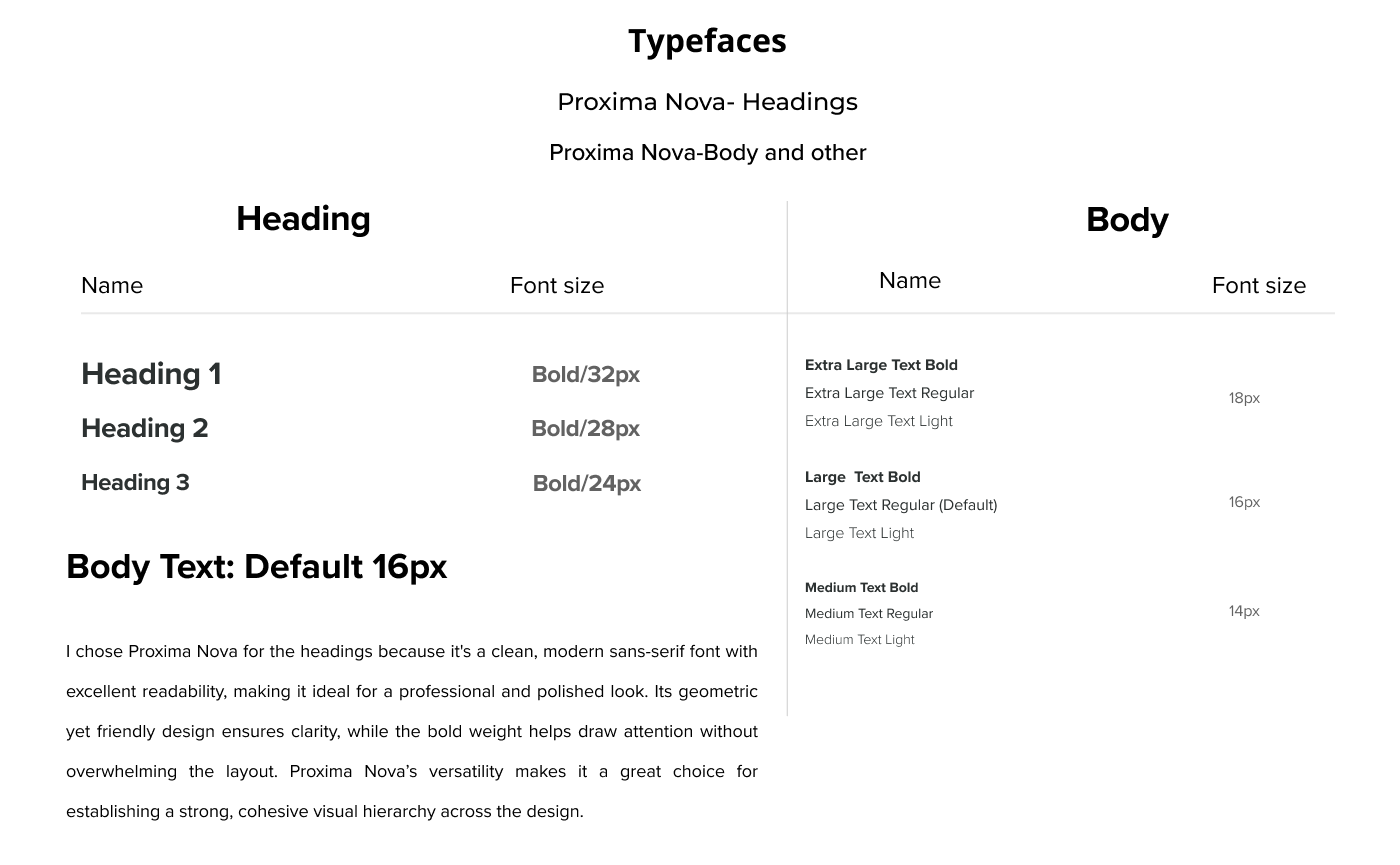 Typefaces
Proxima Nova- Headings
Proxima Nova-Body and other
Heading
Name
Font size
Heading 1
Bold/32px
Heading 2
Bold/28px
Heading 3
Bold/24px
Body Text: Default 16px
I chose Proxima Nova for the headings because it's a clean, modern sans-serif font with
excellent readability, making it ideal for a professional and polished look. Its geometric
yet friendly design ensures clarity, while the bold weight helps draw attention without
overwhelming the layout. Proxima Nova’s versatility makes it a great choice for
establishing a strong, cohesive visual hierarchy across the design.
Body
Name
Font size
Extra Large Text Bold
Extra Large Text Regular
Extra Large Text Light
18px
Large  Text Bold
Large Text Regular (Default)
Large Text Light
16px
Medium Text Bold
Medium Text Regular
Medium Text Light
14px